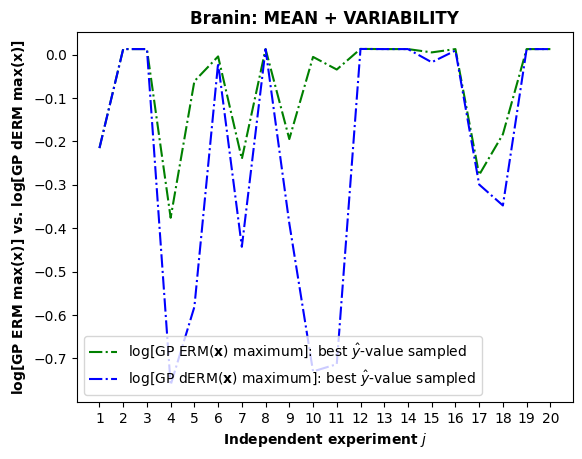 Branin: MEAN + VARIABILITY
log[GP ERM max(x)] vs. log[GP dERM max(x)]
0.0
−0.1
−0.2
−0.3
−0.4
−0.5
−0.6
−0.7
log[GP ERM(x) maximum]: best ŷ-value sampled
log[GP dERM(x) maximum]: best ŷ-value sampled
1 2 3 4 5 6 7 8 9 10 11 12 13 14 15 16 17 18 19 20
Independent experiment j